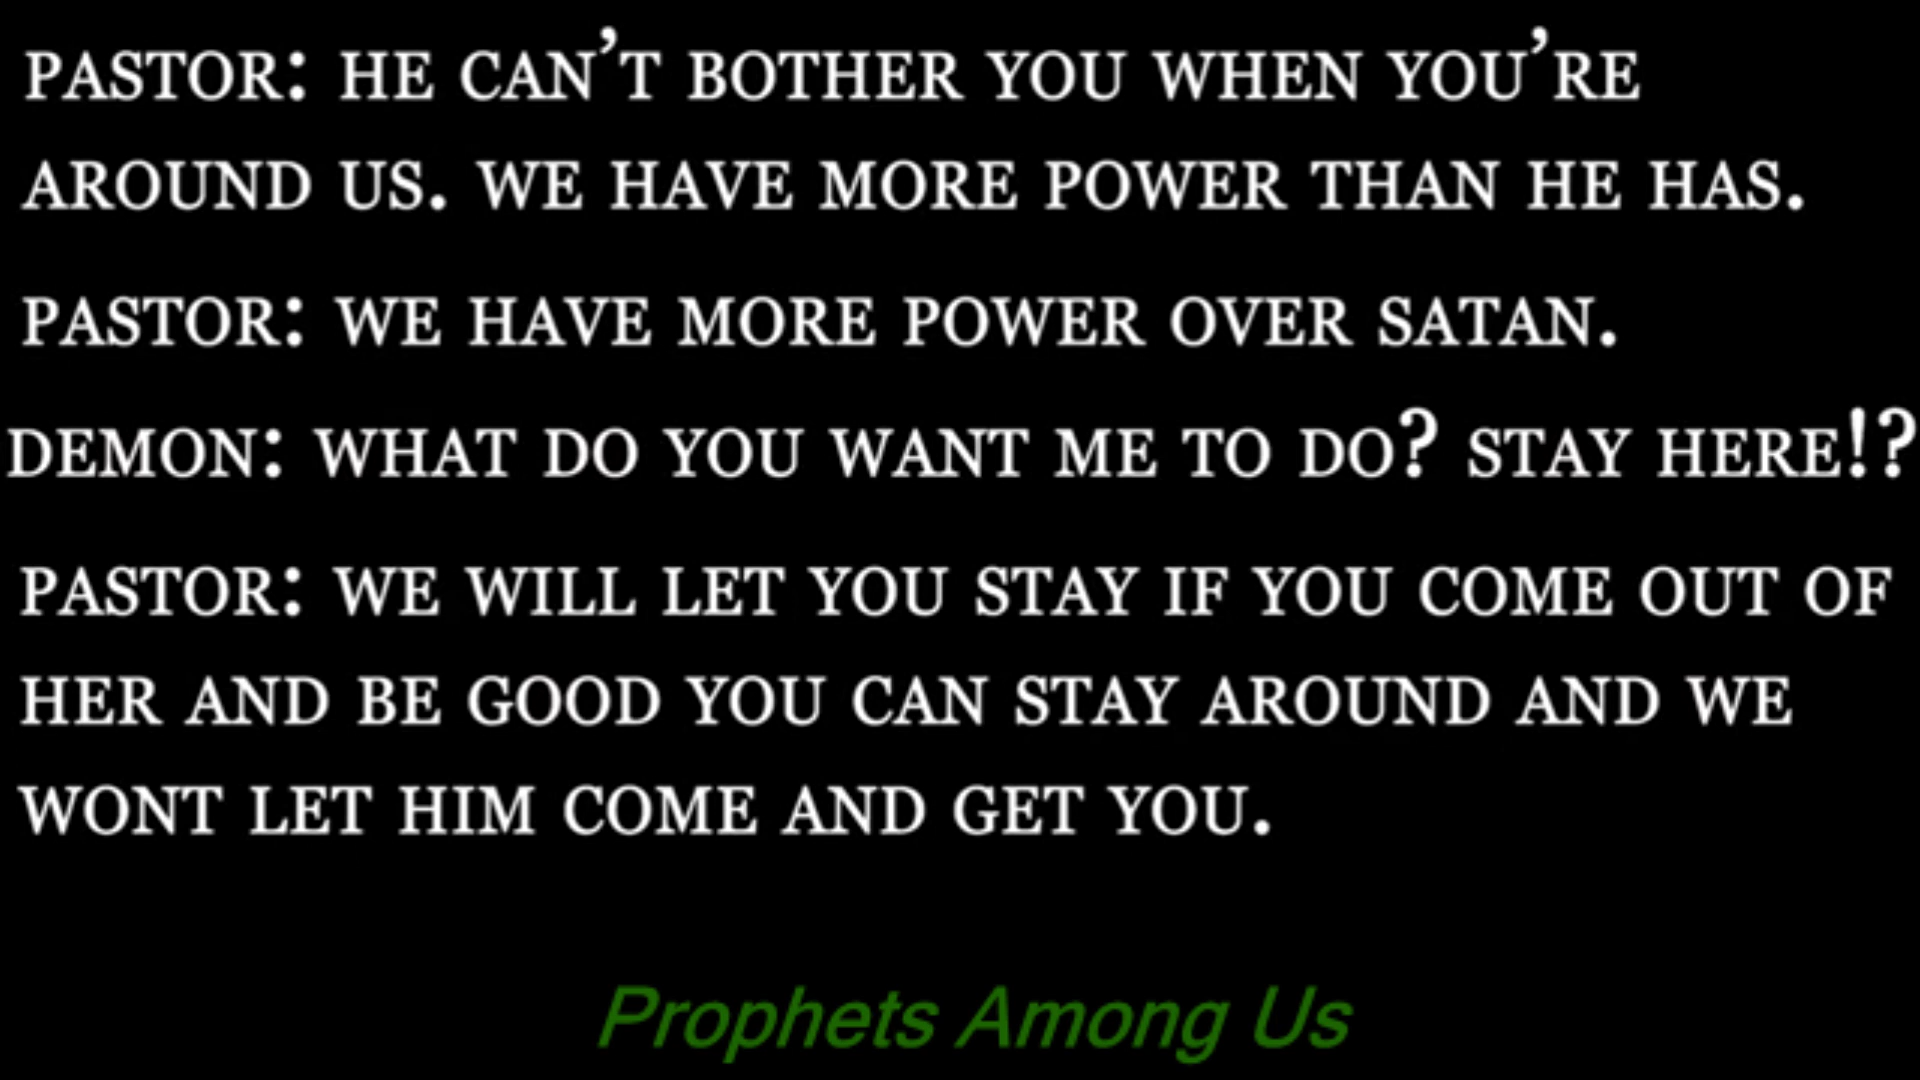 PASTOR: HE CAN'T BOTHER YOU WHEN YOU'RE
AROUND US. WE HAVE MORE POWER THAN HE HAS.
PASTOR: WE HAVE MORE POWER OVER SATAN.
DEMON: WHAT DO YOU WANT ME TO DO? STAY HERE!?
PASTOR: WE WILL LET YOU STAY IF YOU COME OUT OF
HER AND BE GOOD YOU CAN STAY AROUND AND WE
WONT LET HIM COME AND GET YOU.
Prophets Among Us